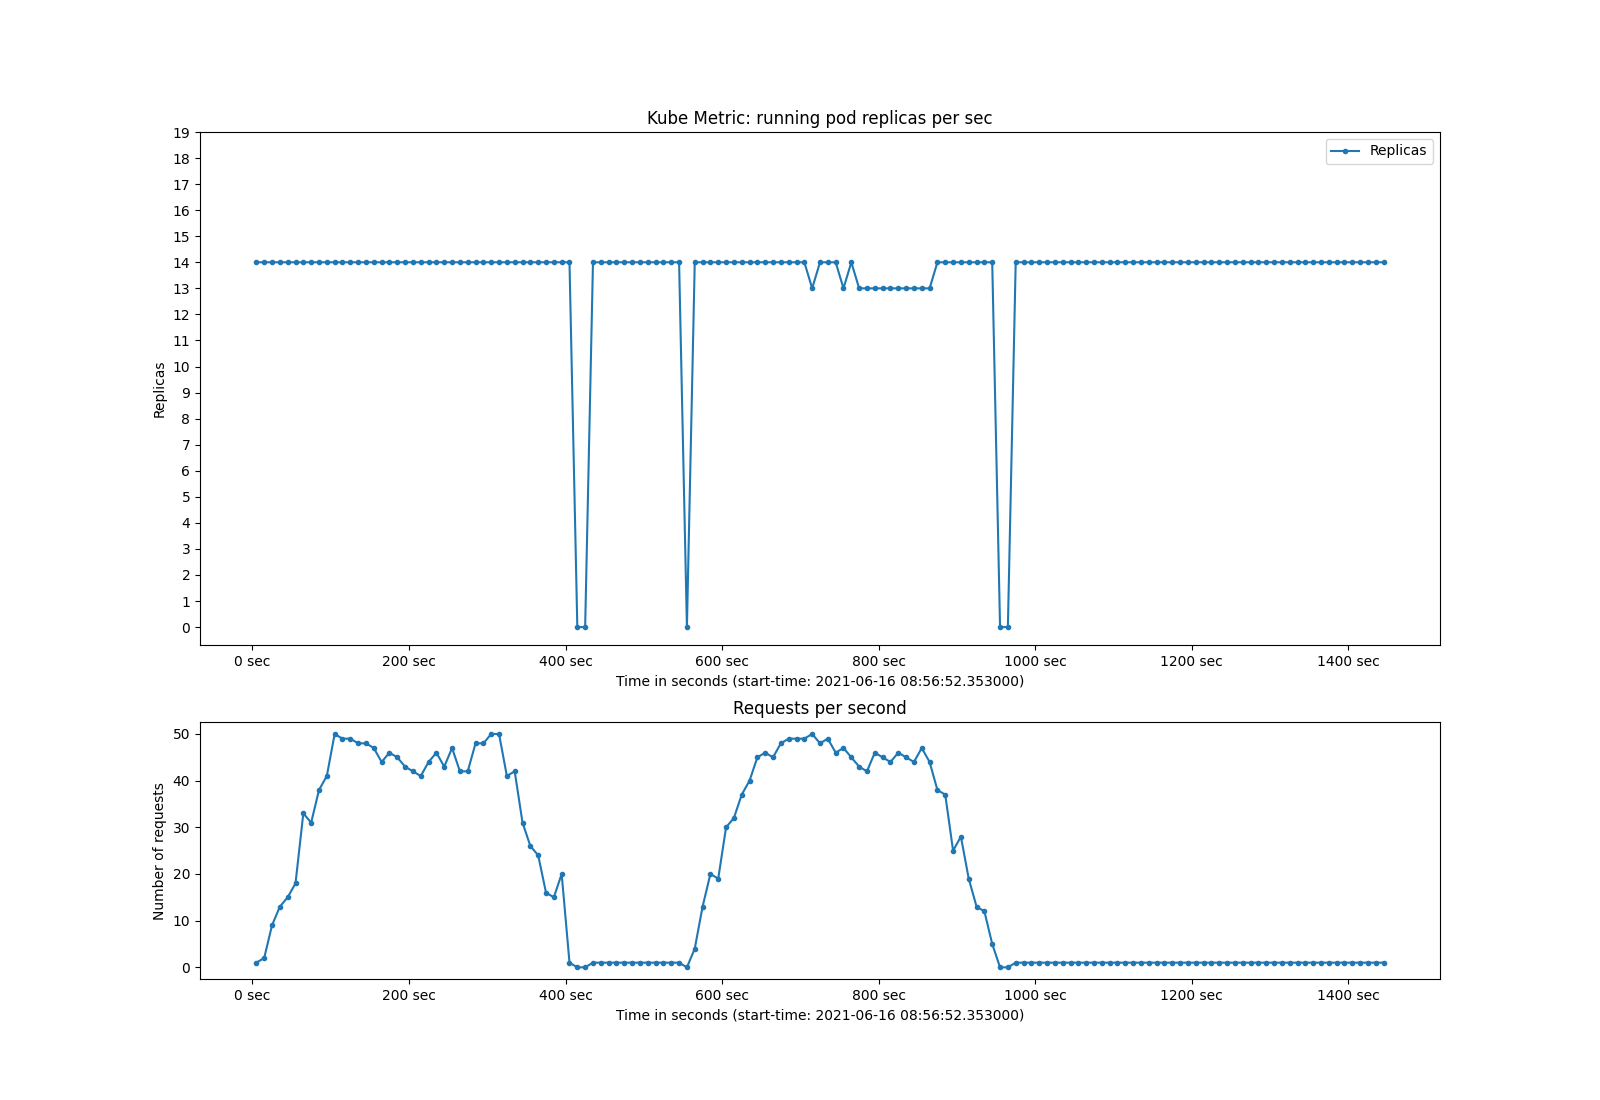 Kube Metric: running pod replicas per sec
19
18
17
16
15
14
13
12
11
10
9
8
7
6
5
4
3
2
1
0
Replicas
Replicas
0 sec 200 sec 400 sec 600 sec 800 sec 1000 sec 1200 sec 1400 sec
Time in seconds (start-time: 2021-06-16 08:56:52.353000)
Requests per second
50
40
30
20
10
0
Number of requests
0 sec 200 sec 400 sec 600 sec 800 sec 1000 sec 1200 sec 1400 sec
Time in seconds (start-time: 2021-06-16 08:56:52.353000)